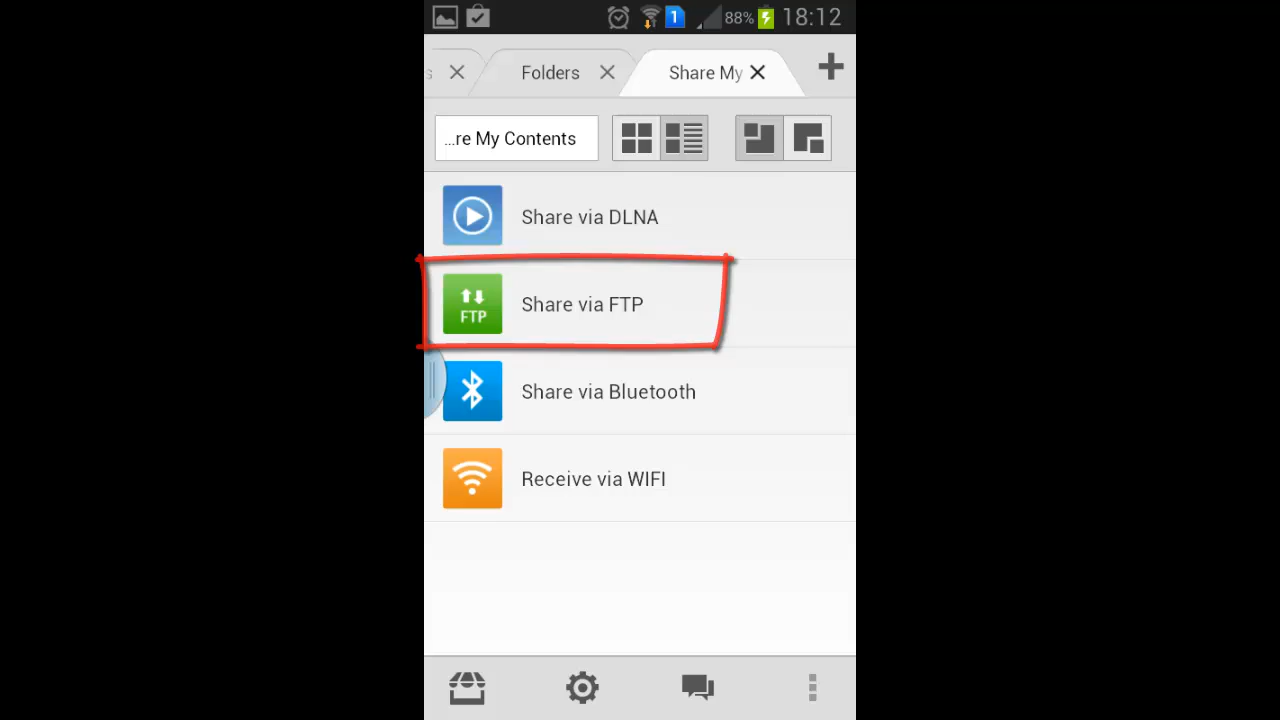 1 88% 18:12
s Folders Share My
...re My Contents
Share via DLNA
FTP Share via FTP
Share via Bluetooth
Receive via WIFI